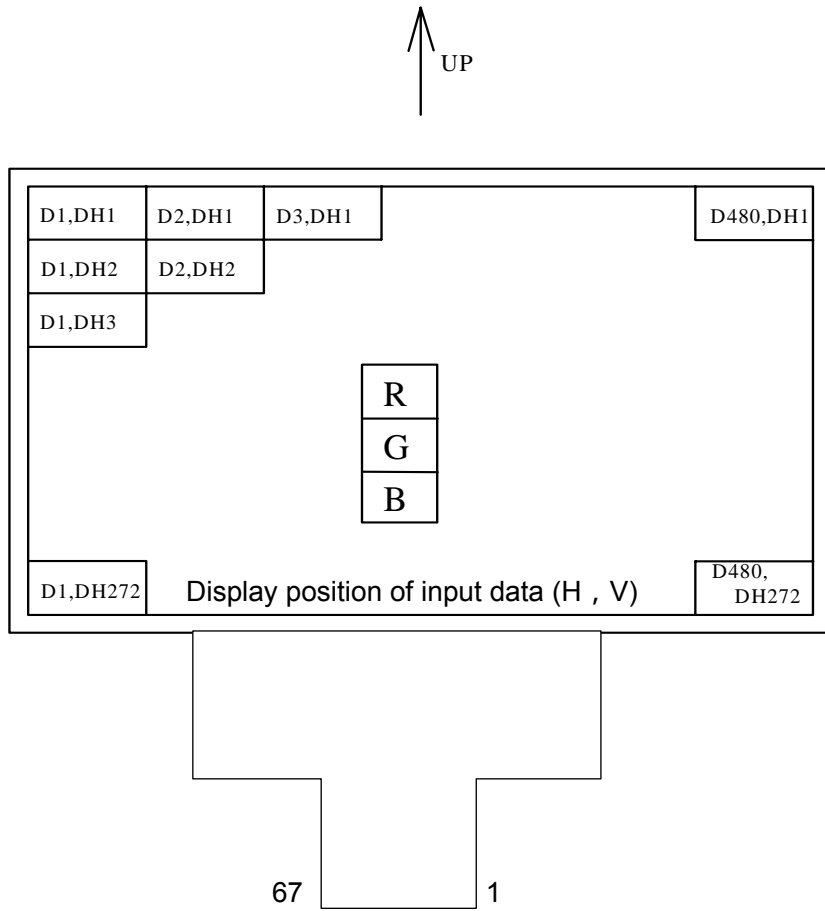 UP
D1,DH1 D2,DH1 D3,DH1 D480,DH1
D1,DH2 D2,DH2
D1,DH3
R
G
B
D1,DH272 Display position of input data (H , V) D480,
DH272
67 1